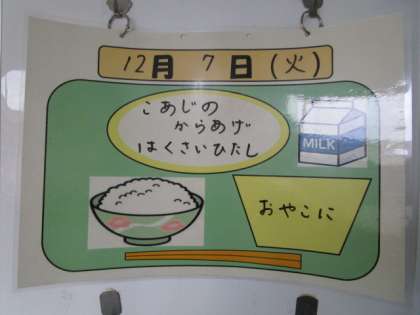 12月 7日(火)
こあじの
からあげ
はくさいひたし
MILK
おやこに